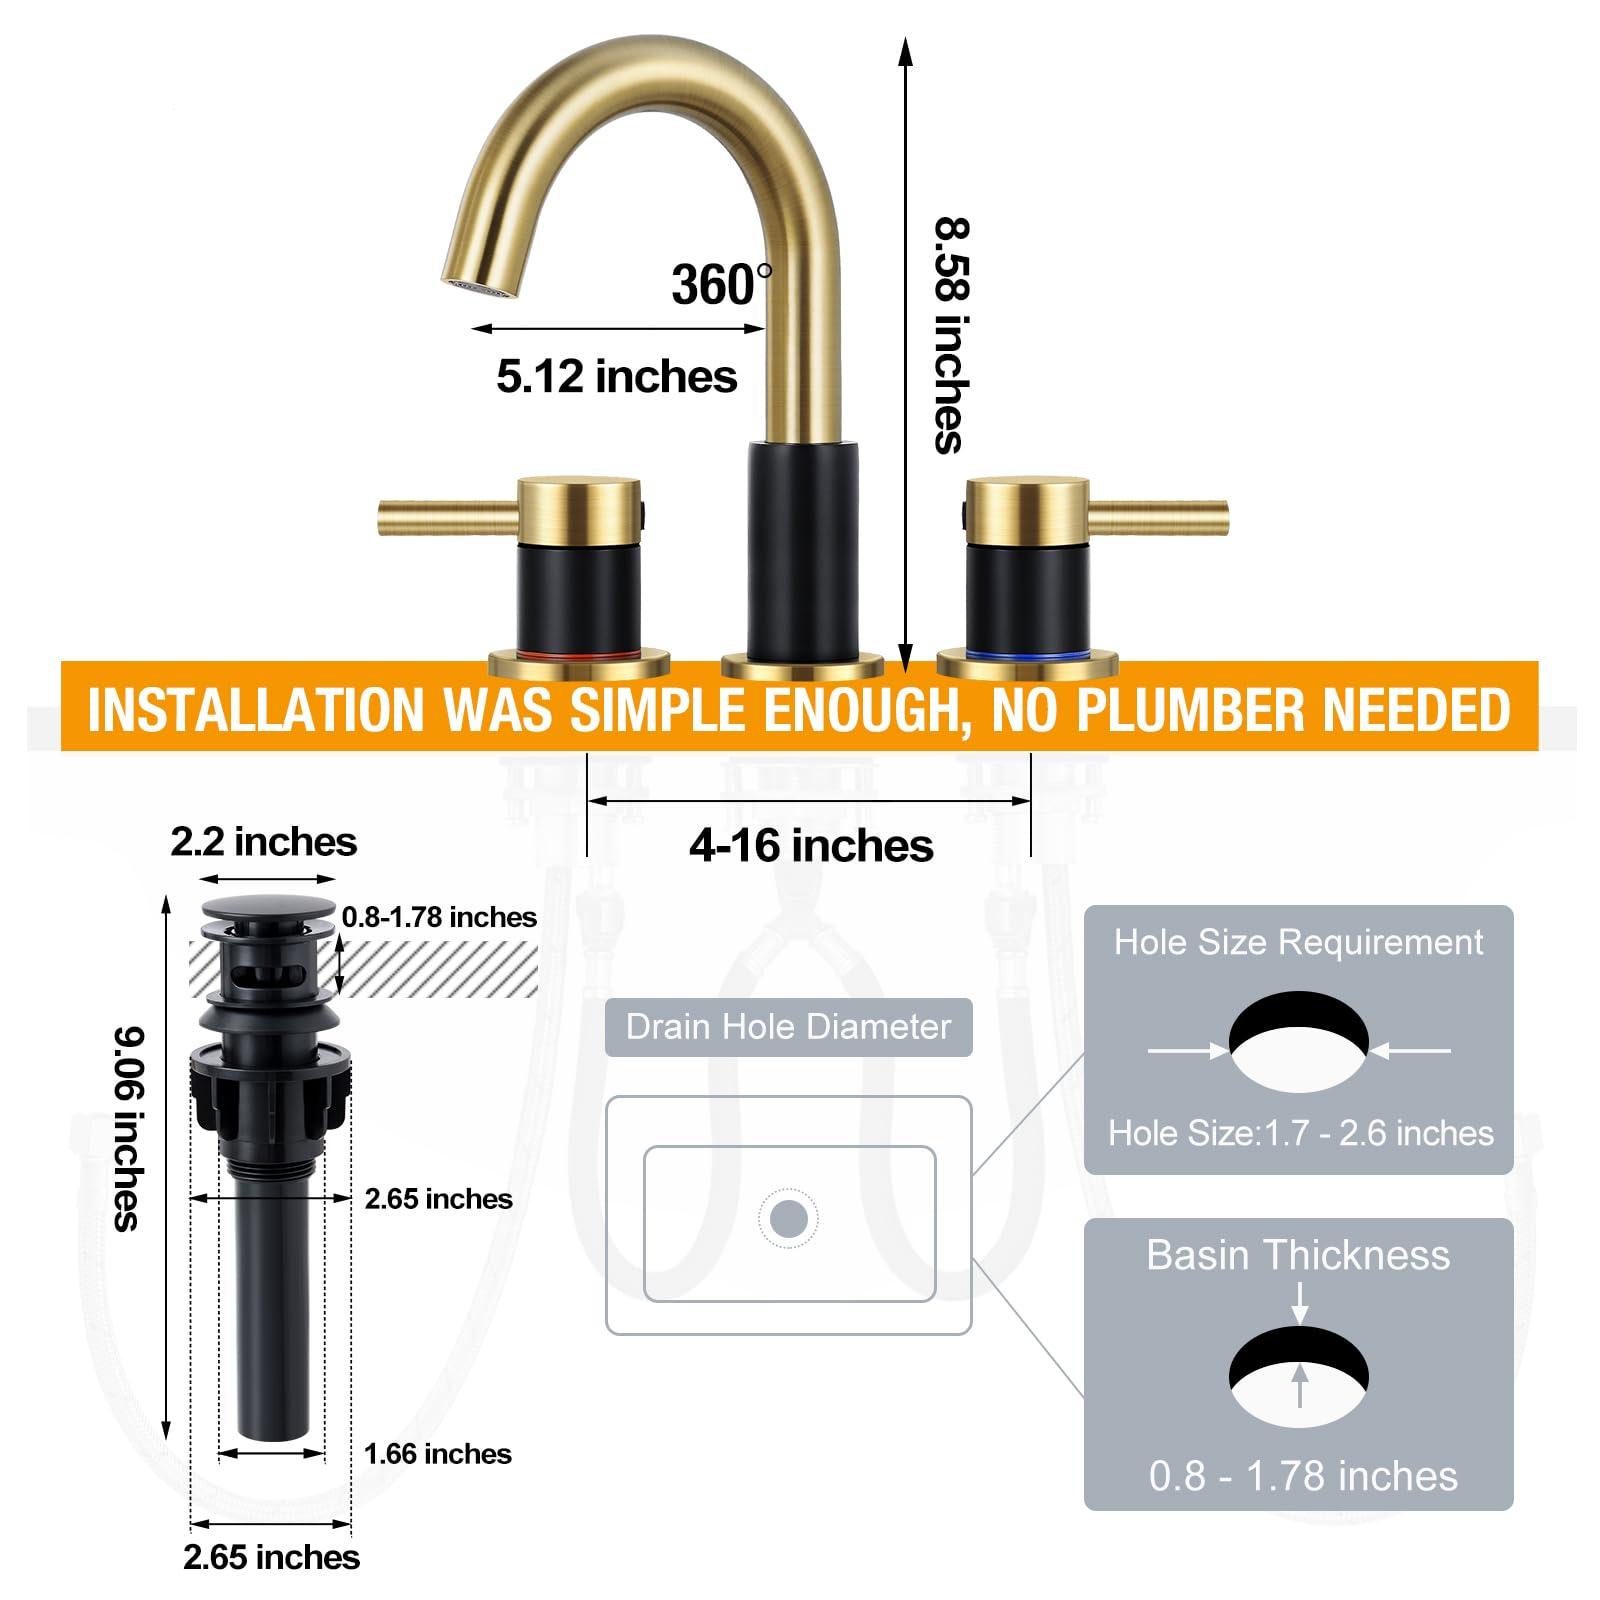 360°
5.12 inches
8.58 inches
INSTALLATION WAS SIMPLE ENOUGH, NO PLUMBER NEEDED
4-16 inches
2.2 inches
0.8-1.78 inches
9.06 inches
2.65 inches
1.66 inches
2.65 inches
Drain Hole Diameter
Hole Size Requirement
Hole Size:1.7 - 2.6 inches
Basin Thickness
0.8 - 1.78 inches